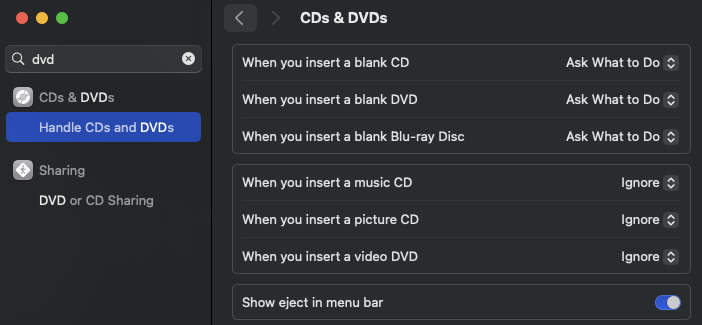 CDs & DVDs
dvd
CDs & DVDs
Handle CDs and DVDs
Sharing
DVD or CD Sharing
When you insert a blank CD Ask What to Do
When you insert a blank DVD Ask What to Do
When you insert a blank Blu-ray Disc Ask What to Do
When you insert a music CD Ignore
When you insert a picture CD Ignore
When you insert a video DVD Ignore
Show eject in menu bar